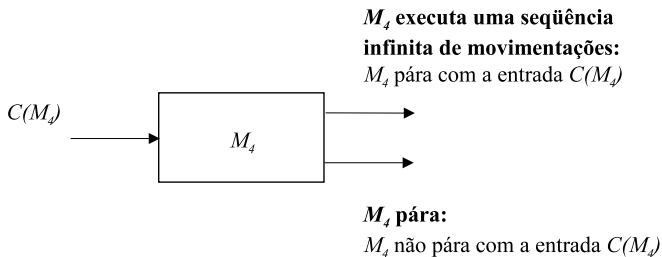 M₄ executa uma seqüência
infinita de movimentações:
M₄ pára com a entrada C(M₄)
C(M₄)
M₄
M₄ pára:
M₄ não pára com a entrada C(M₄)